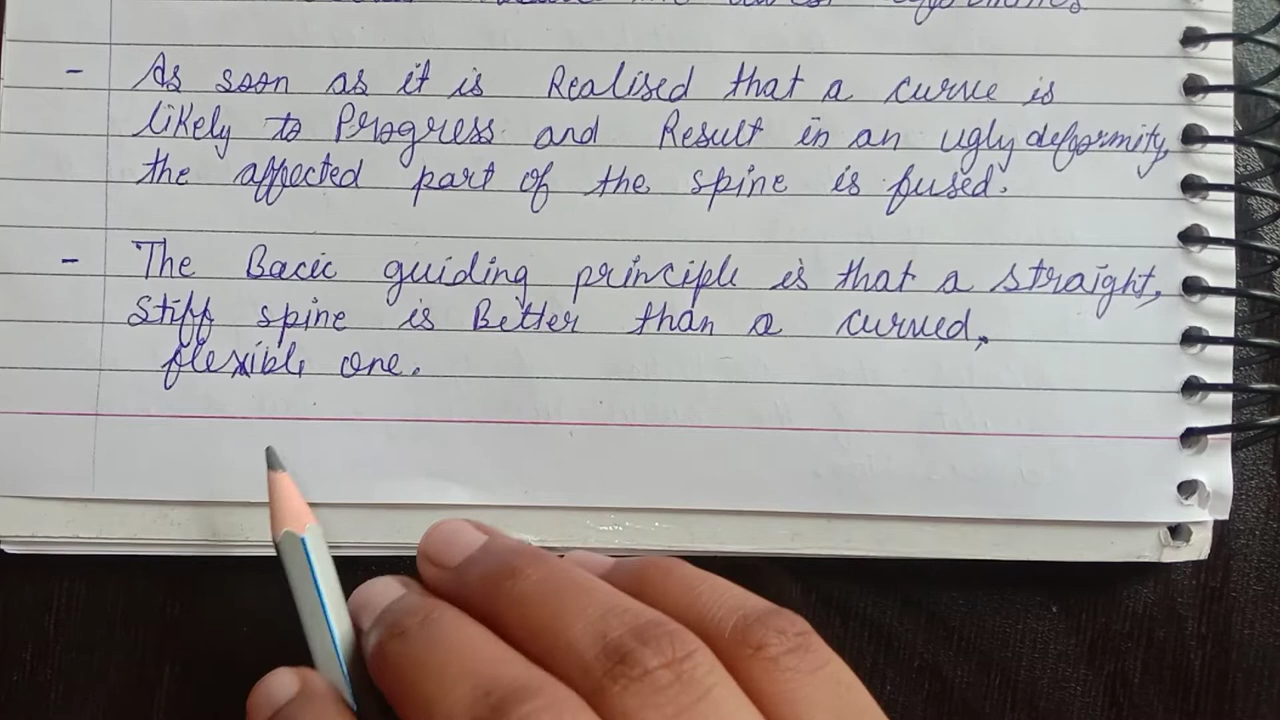 - As soon as it is Realised that a curve is
likely to Progress and Result in an ugly deformity,
the affected part of the spine is fused.
- The Bacic guiding principle is that a straight,
stiff spine is Better than a curved,
flexible one.